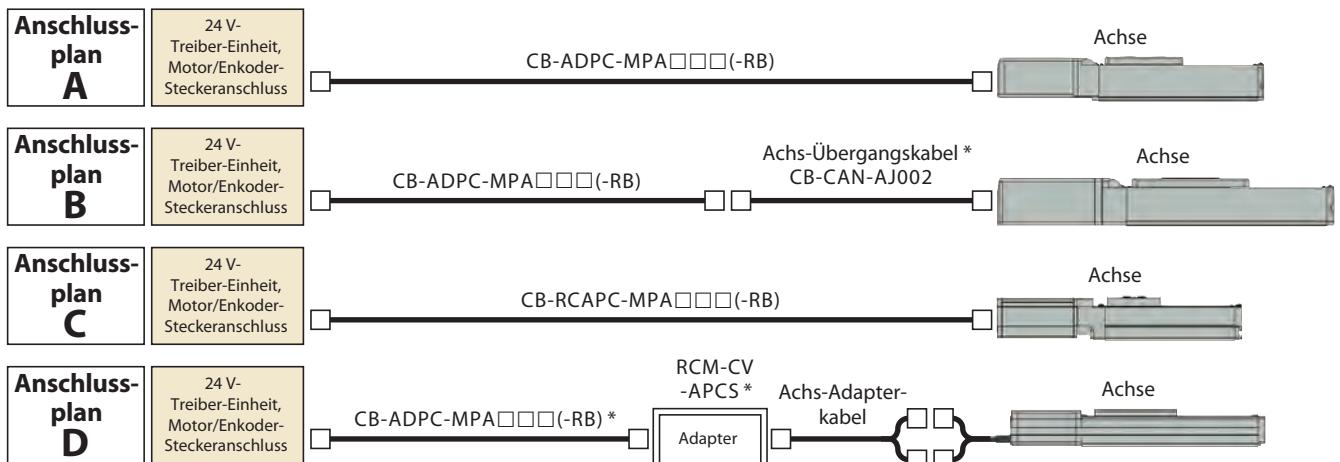 Anschluss-
plan
A
24 V-
Treiber-Einheit,
Motor/Enkoder-
Steckeranschluss
CB-ADPC-MPA□□□(-RB)
Achse
Anschluss-
plan
B
24 V-
Treiber-Einheit,
Motor/Enkoder-
Steckeranschluss
CB-ADPC-MPA□□□(-RB)
Achs-Übergangskabel *
CB-CAN-AJ002
Achse
Anschluss-
plan
C
24 V-
Treiber-Einheit,
Motor/Enkoder-
Steckeranschluss
CB-RCAPC-MPA□□□(-RB)
Achse
Anschluss-
plan
D
24 V-
Treiber-Einheit,
Motor/Enkoder-
Steckeranschluss
CB-ADPC-MPA□□□(-RB) *
RCM-CV
-APCS *
Adapter
Achs-Adapter-
kabel
Achse